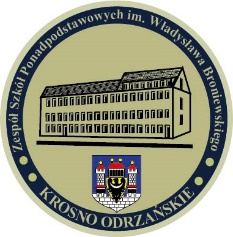 Zespół Szkół Ponadpodstawowych im. Władysława Broniewskiego
KROSNO ODRZAŃSKIE